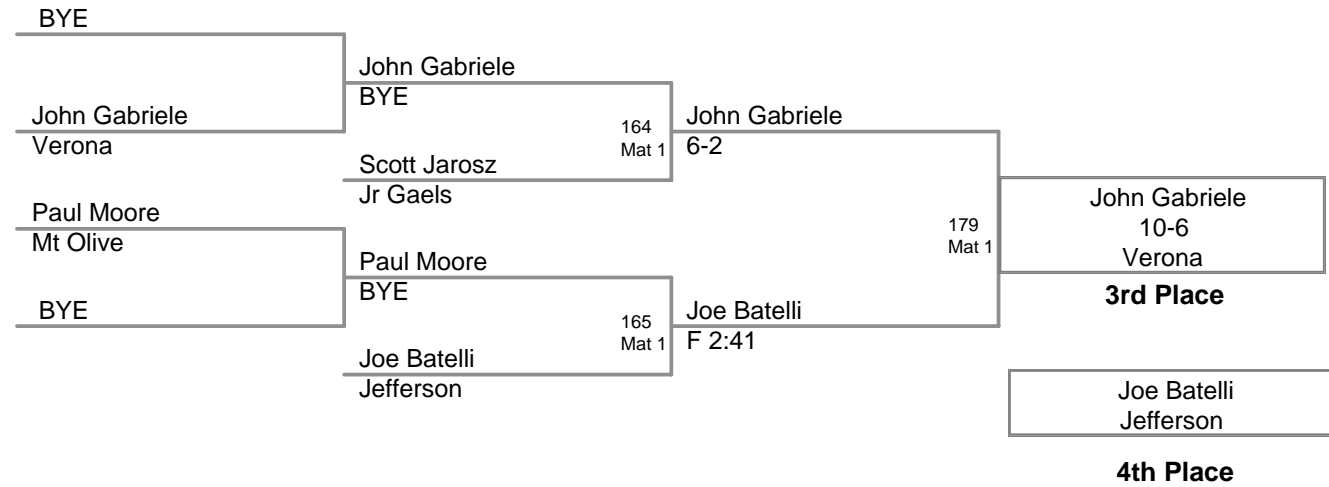 BYE
John Gabriele
BYE
John Gabriele
Verona
164
Mat 1
John Gabriele
6-2
Scott Jarosz
Jr Gaels
John Gabriele
10-6
Verona
3rd Place
Paul Moore
Mt Olive
179
Mat 1
Paul Moore
BYE
BYE
165
Mat 1
Joe Batelli
F 2:41
Joe Batelli
Jefferson
Joe Batelli
Jefferson
4th Place